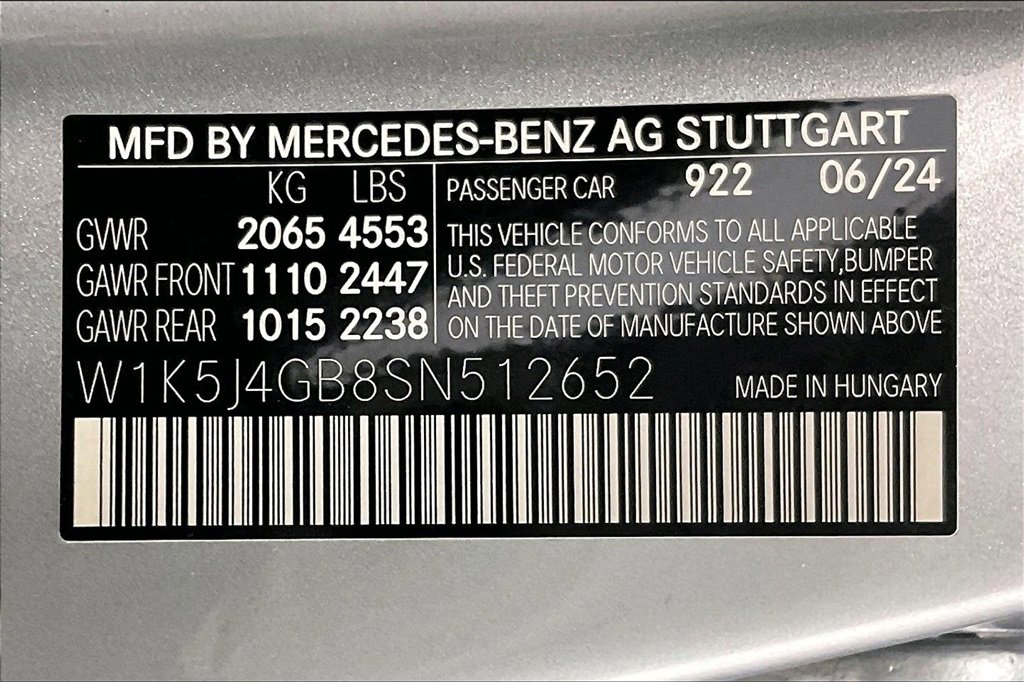 MFD BY MERCEDES-BENZ AG STUTTGART
KG LBS
GVWR 2065 4553
GAWR FRONT 1110 2447
GAWR REAR 1015 2238
PASSENGER CAR 922 06/24
THIS VEHICLE CONFORMS TO ALL APPLICABLE
U.S. FEDERAL MOTOR VEHICLE SAFETY,BUMPER
AND THEFT PREVENTION STANDARDS IN EFFECT
ON THE DATE OF MANUFACTURE SHOWN ABOVE
W1K5J4GB8SN512652
MADE IN HUNGARY